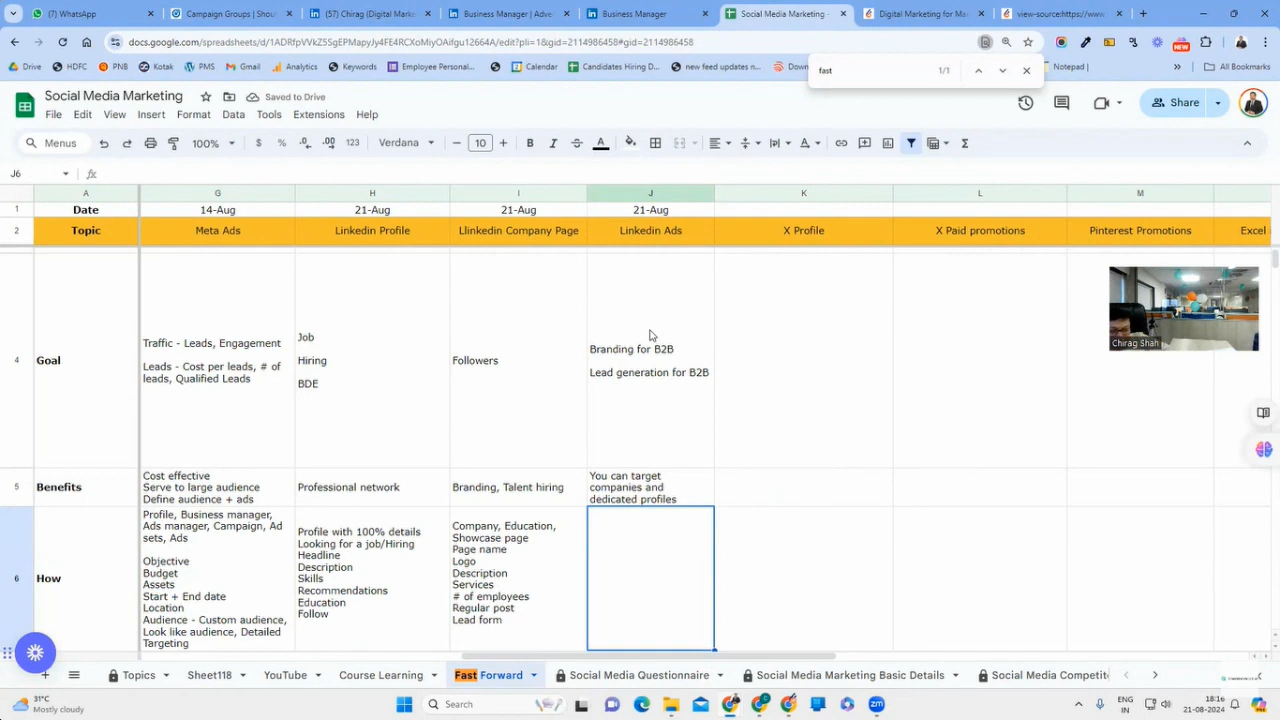 (9) WhatsApp
Campaign Groups | Shou
(57) Chirag (Digital Marke
Business Manager | Adve
Business Manager
Social Media Marketing -
Digital Marketing for Ma
view-source:https://www
docs.google.com/spreadsheets/d/1ADRfpVVkZ5SgEPMapyJy4FE4RCXoMiyOAifgu12664A/edit?pli=1&gid=2114986458#gid=2114986458
Drive
HDFC
PNB
Kotak
PMS
Gmail
Analytics
Keywords
Employee Personal...
Calendar
Candidates Hiring D...
new feed updates n...
Down
Notepad |
All Bookmarks
NEW
fast
1/1
Social Media Marketing
Saved to Drive
File Edit View Insert Format Data Tools Extensions Help
Share
Menus
100%
$ % .0 .00 123
Verdana
10
J6
fx
A G H I J K L M
1 Date 14-Aug 21-Aug 21-Aug 21-Aug
2 Topic Meta Ads Linkedin Profile Llinkedin Company Page Linkedin Ads X Profile X Paid promotions Pinterest Promotions Excel
4 Goal
Traffic - Leads, Engagement
Leads - Cost per leads, # of
leads, Qualified Leads
Job
Hiring
BDE
Followers
Branding for B2B
Lead generation for B2B
5 Benefits
Cost effective
Serve to large audience
Define audience + ads
Professional network
Branding, Talent hiring
You can target
companies and
dedicated profiles
6 How
Profile, Business manager,
Ads manager, Campaign, Ad
sets, Ads
Objective
Budget
Assets
Start + End date
Location
Audience - Custom audience,
Look like audience, Detailed
Targeting
Profile with 100% details
Looking for a job/Hiring
Headline
Description
Skills
Recommendations
Education
Follow
Company, Education,
Showcase page
Page name
Logo
Description
Services
# of employees
Regular post
Lead form
Chirag Shah
Topics
Sheet118
YouTube
Course Learning
Fast Forward
Social Media Questionnaire
Social Media Marketing Basic Details
Social Media Competit
31°C
Mostly cloudy
Search
ENG
IN
18:16
21-08-2024